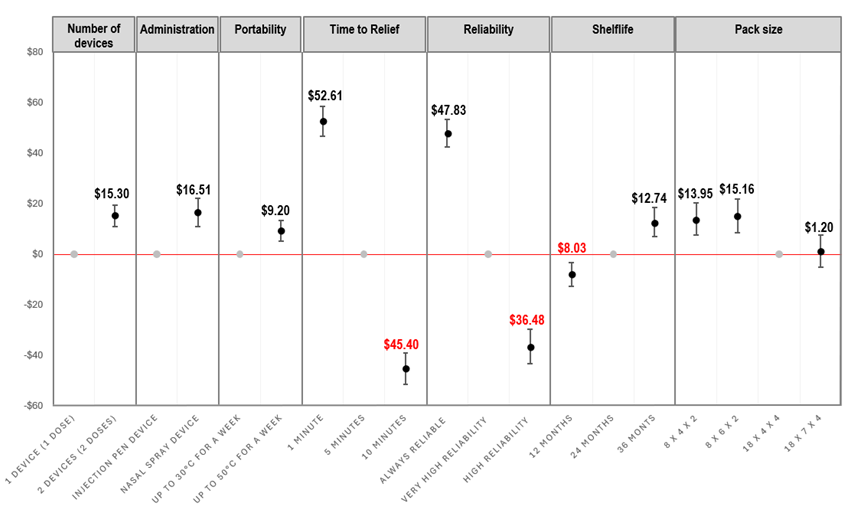 Number of
devices
Administration
Portability
Time to Relief
Reliability
Shelflife
Pack size
$80
$60
$40
$20
$0
-$20
-$40
-$60
$15.30
$16.51
$9.20
$52.61
$45.40
$47.83
$36.48
$8.03
$12.74
$13.95
$15.16
$1.20
1 DEVICE (1 DOSE)
2 DEVICES (2 DOSES)
INJECTION PEN DEVICE
NASAL SPRAY DEVICE
UP TO 30°C FOR A WEEK
UP TO 50°C FOR A WEEK
1 MINUTE
5 MINUTES
10 MINUTES
ALWAYS RELIABLE
VERY HIGH RELIABILITY
HIGH RELIABILITY
12 MONTHS
24 MONTHS
36 MONTS
8 X 4 X 2
8 X 6 X 2
18 X 4 X 4
18 X 7 X 4